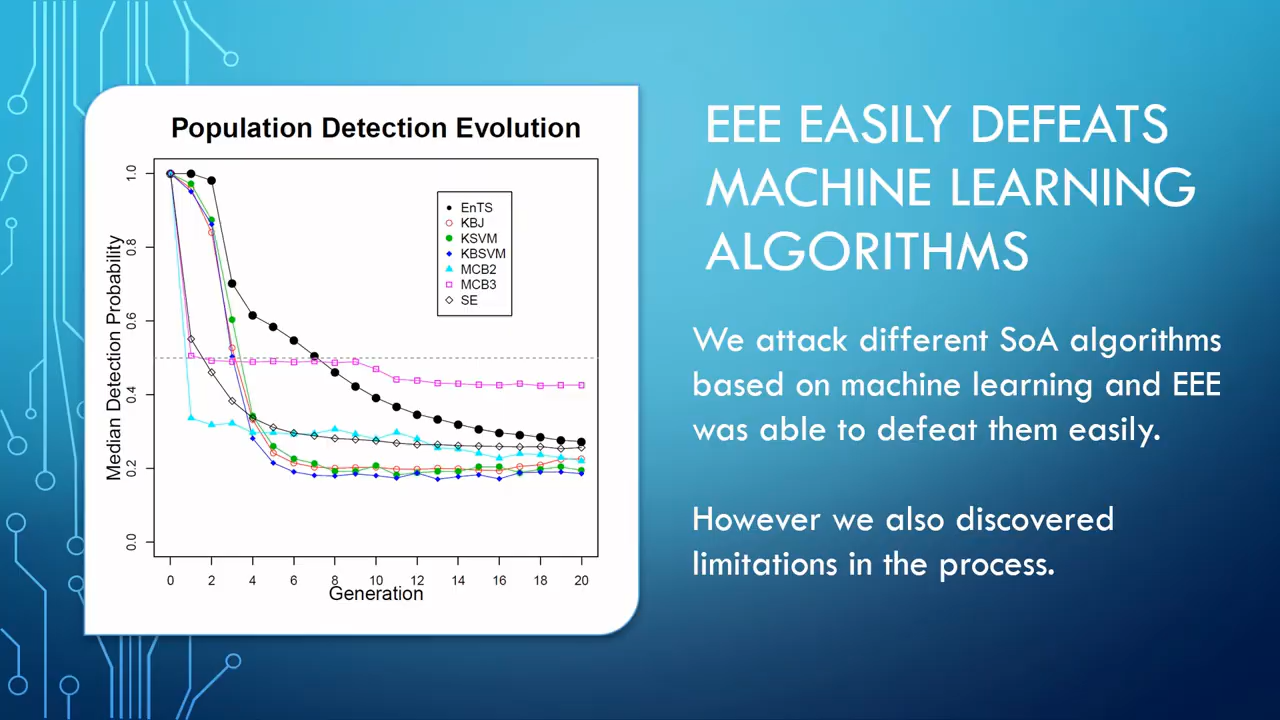 Population Detection Evolution
Median Detection Probability
1.0
0.8
0.6
0.4
0.2
0.0
EnTS
KBJ
KSVM
KBSVM
MCB2
MCB3
SE
0 2 4 6 8 10 12 14 16 18 20
Generation
EEE EASILY DEFEATS
MACHINE LEARNING
ALGORITHMS
We attack different SoA algorithms
based on machine learning and EEE
was able to defeat them easily.
However we also discovered
limitations in the process.